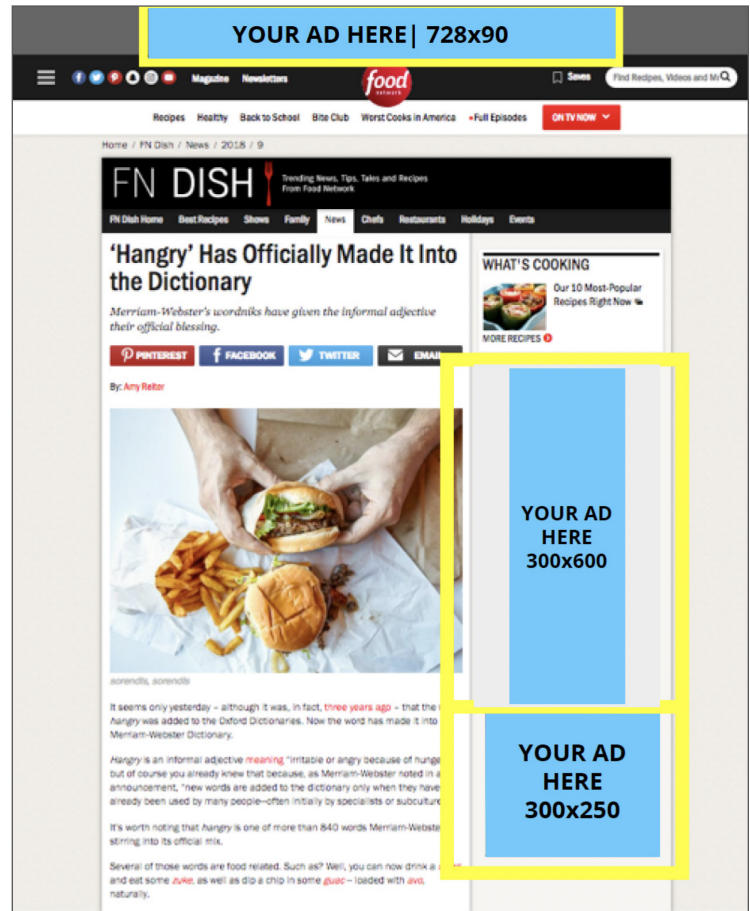 YOUR AD HERE| 728x90
Magazine Newsletters
food
network
Saves
Find Recipes, Videos and
Recipes Healthy Back to School Bite Club Worst Cooks in America •Full Episodes ON TV NOW
Home / FN Dish / News / 2018 / 9
FN DISH
Trending News, Tips, Tales and Recipes
From Food Network
FN Dish Home Best Recipes Shows Family News Chefs Restaurants Holidays Events
'Hangry' Has Officially Made It Into
the Dictionary
Merriam-Webster's wordniks have given the informal adjective
their official blessing.
PINTEREST FACEBOOK TWITTER EMAIL
By: Amy Reiter
sorendls, sorendls
It seems only yesterday – although it was, in fact, three years ago – that the
hangry was added to the Oxford Dictionaries. Now the word has made it into
Merriam-Webster Dictionary.
Hangry is an informal adjective meaning "irritable or angry because of hunge
but of course you already knew that because, as Merriam-Webster noted in a
announcement, "new words are added to the dictionary only when they have
already been used by many people--often initially by specialists or subculture
It's worth noting that hangry is one of more than 840 words Merriam-Webste
stirring into its official mix.
Several of those words are food related. Such as? Well, you can now drink a
and eat some zuke, as well as dip a chip in some guac – loaded with avo,
naturally.
WHAT'S COOKING
Our 10 Most-Popular
Recipes Right Now
MORE RECIPES
YOUR AD
HERE
300x600
YOUR AD
HERE
300x250